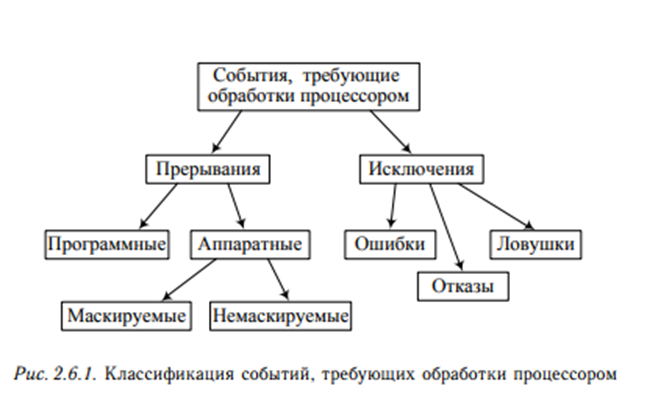 События, требующие
обработки процессором
Прерывания
Исключения
Программные
Аппаратные
Ошибки
Ловушки
Отказы
Маскируемые
Немаскируемые
Рис. 2.6.1. Классификация событий, требующих обработки процессором